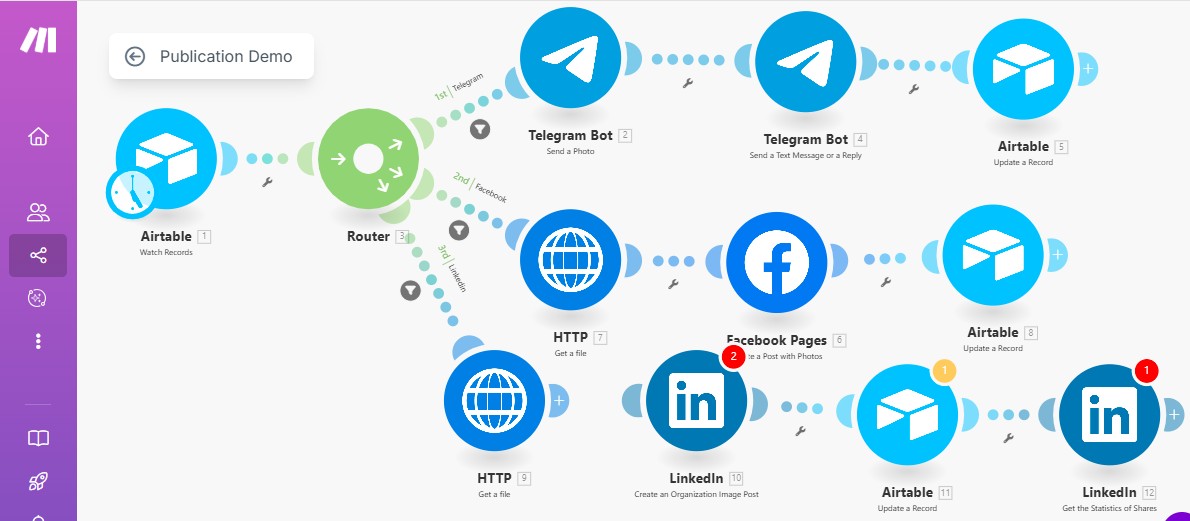 Publication Demo
1st Telegram
Telegram Bot 2
Send a Photo
Telegram Bot 4
Send a Text Message or a Reply
Airtable 5
Update a Record
Airtable 1
Watch Records
Router 3
2nd Facebook
HTTP 7
Get a file
Facebook Pages 6
te a Post with Photos
Airtable 8
Update a Record
3rd Linkedin
HTTP 9
Get a file
2
in
LinkedIn 10
Create an Organization Image Post
1
Airtable 11
Update a Record
1
in
LinkedIn 12
Get the Statistics of Shares